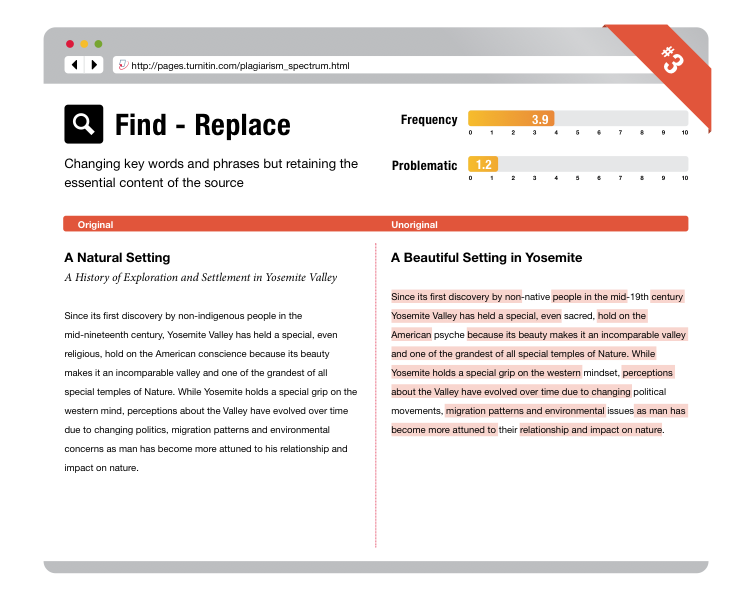 #3
http://pages.turnitin.com/plagiarism_spectrum.html
Find - Replace
Changing key words and phrases but retaining the
essential content of the source
Frequency
3.9
0 1 2 3 4 5 6 7 8 9 10
Problematic
1.2
0 1 2 3 4 5 6 7 8 9 10
Original
Unoriginal
A Natural Setting
A History of Exploration and Settlement in Yosemite Valley
Since its first discovery by non-indigenous people in the
mid-nineteenth century, Yosemite Valley has held a special, even
religious, hold on the American conscience because its beauty
makes it an incomparable valley and one of the grandest of all
special temples of Nature. While Yosemite holds a special grip on the
western mind, perceptions about the Valley have evolved over time
due to changing politics, migration patterns and environmental
concerns as man has become more attuned to his relationship and
impact on nature.
A Beautiful Setting in Yosemite
Since its first discovery by non-native people in the mid-19th century
Yosemite Valley has held a special, even sacred, hold on the
American psyche because its beauty makes it an incomparable valley
and one of the grandest of all special temples of Nature. While
Yosemite holds a special grip on the western mindset, perceptions
about the Valley have evolved over time due to changing political
movements, migration patterns and environmental issues as man has
become more attuned to their relationship and impact on nature.